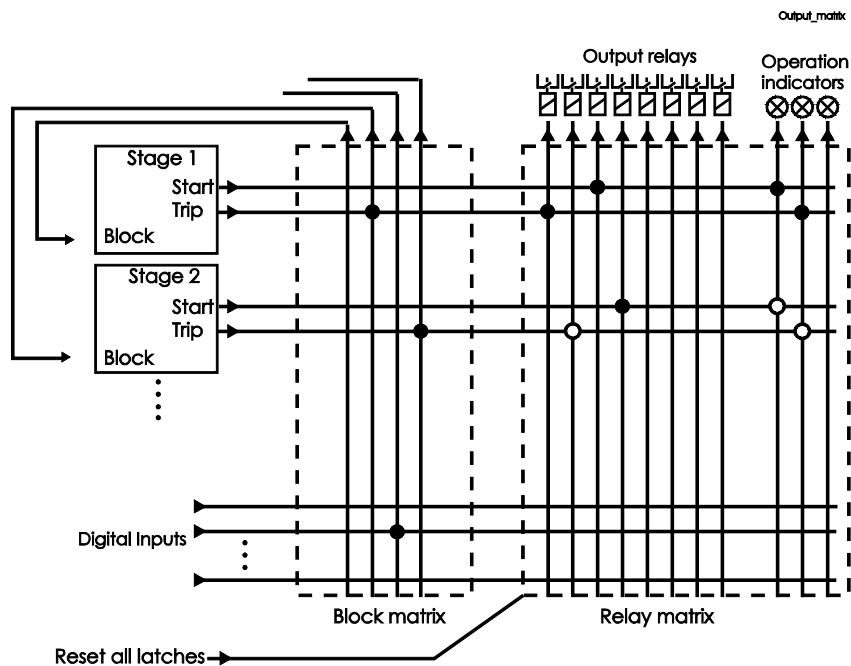 Output_matrix
Output relays
Operation
indicators
Stage 1
Start
Trip
Block
Stage 2
Start
Trip
Block
Digital Inputs
Block matrix
Relay matrix
Reset all latches